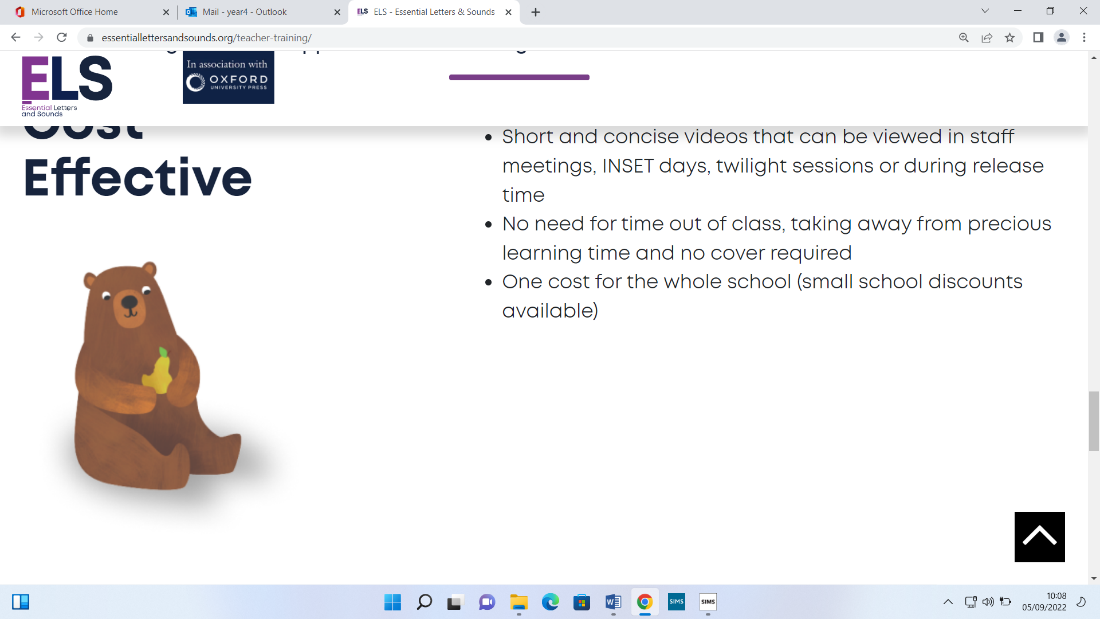 Microsoft Office Home
Mail - year4 - Outlook
ELS ELS - Essential Letters & Sounds
essentiallettersandsounds.org/teacher-training/
ELS
Essential Letters
and Sounds
In association with
OXFORD
UNIVERSITY PRESS
Cost
Effective
• Short and concise videos that can be viewed in staff
meetings, INSET days, twilight sessions or during release
time
• No need for time out of class, taking away from precious
learning time and no cover required
• One cost for the whole school (small school discounts
available)
SIMS
SIMS
10:08
05/09/2022